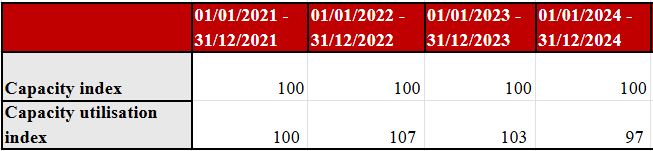 01/01/2021 - 01/01/2022 - 01/01/2023 - 01/01/2024 -
31/12/2021 31/12/2022 31/12/2023 31/12/2024
Capacity index 100 100 100 100
Capacity utilisation
index 100 107 103 97